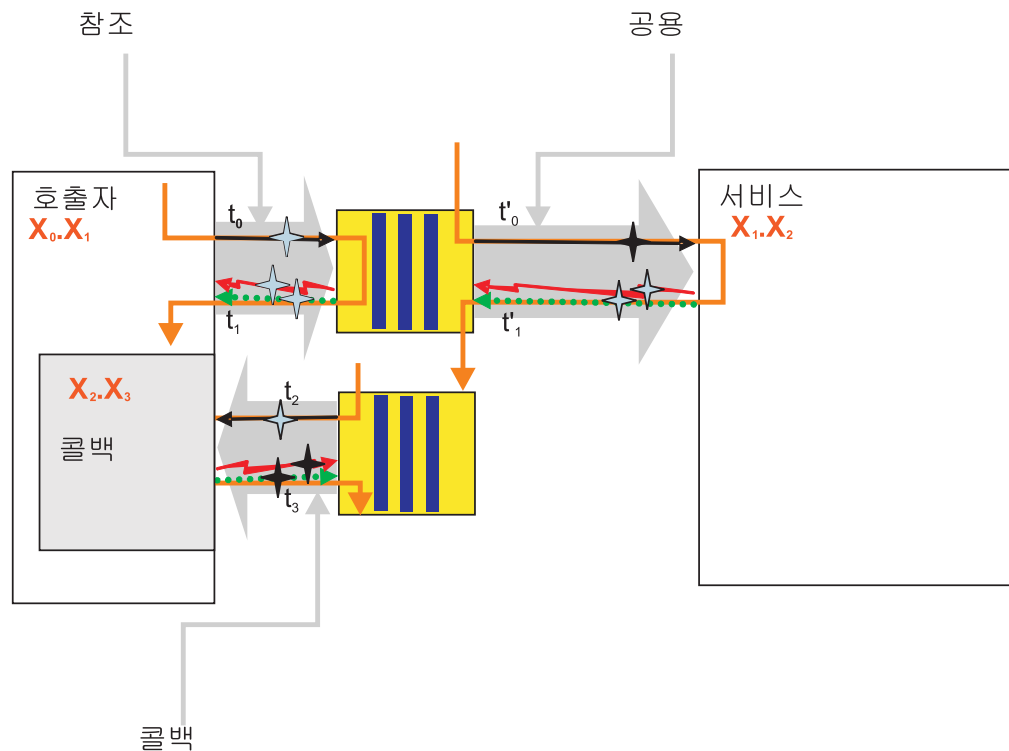 참조
공용
호출자
X₀.X₁
t₀
t'₀
서비스
X₁.X₂
t₁
t'₁
X₂.X₃
콜백
t₂
t₃
콜백